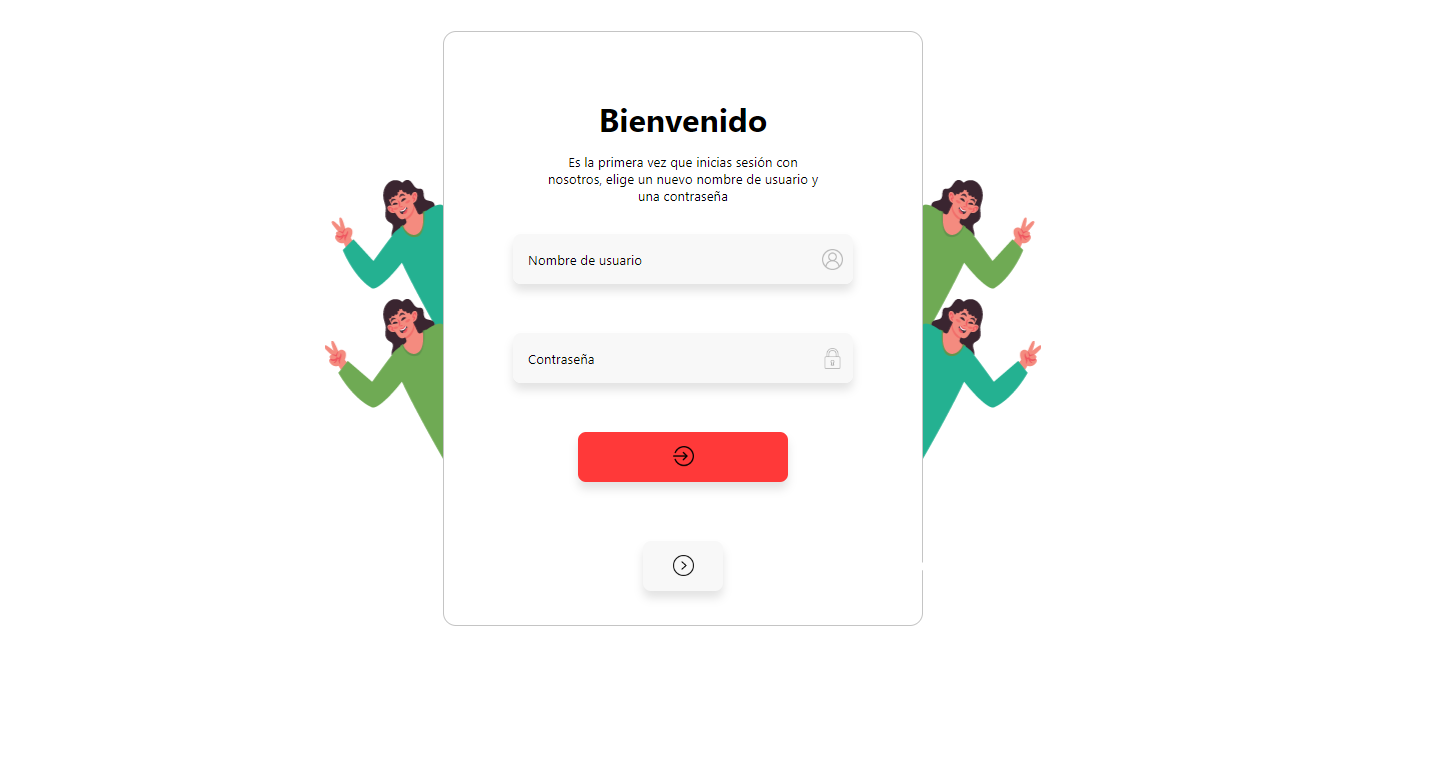 Bienvenido
Es la primera vez que inicias sesión con
nosotros, elige un nuevo nombre de usuario y
una contraseña
Nombre de usuario
Contraseña